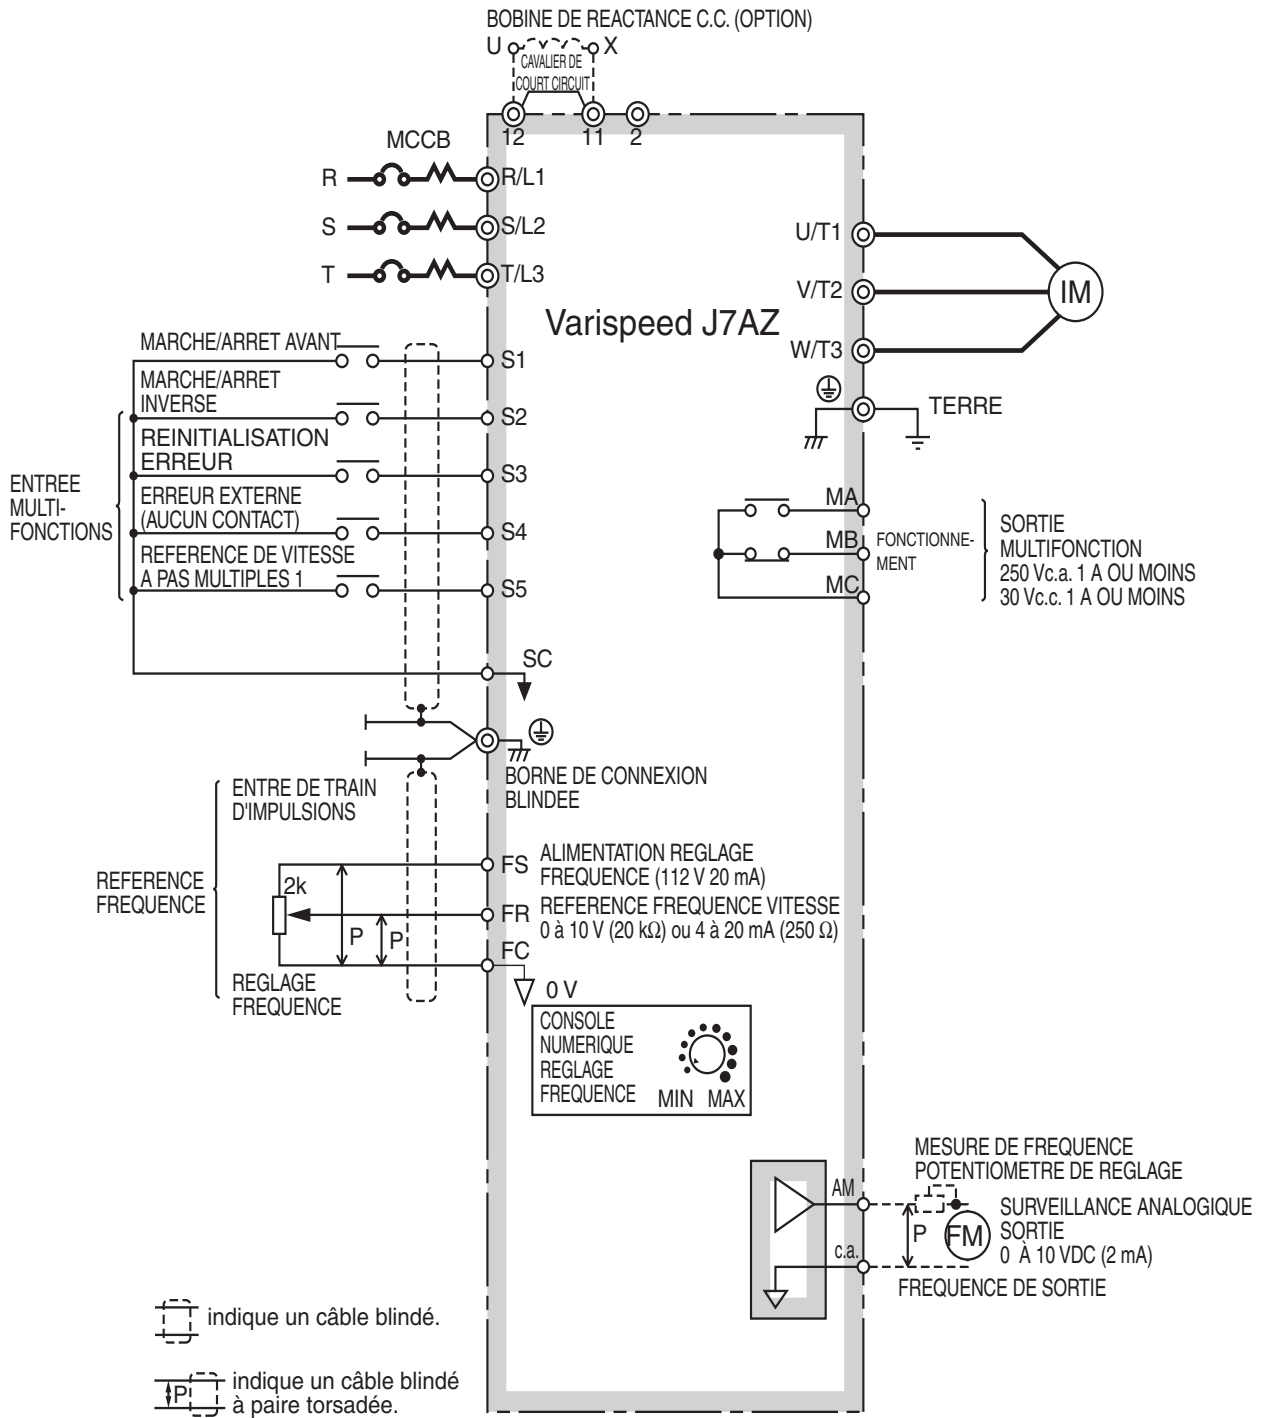 BOBINE DE REACTANCE C.C. (OPTION)
U X
CAVALIER DE
COURT CIRCUIT
12 11 2
MCCB
R R/L1
S S/L2
T T/L3
U/T1
V/T2
W/T3
IM
Varispeed J7AZ
TERRE
MARCHE/ARRET AVANT
S1
MARCHE/ARRET
INVERSE
S2
REINITIALISATION
ERREUR
S3
ERREUR EXTERNE
(AUCUN CONTACT)
S4
REFERENCE DE VITESSE
A PAS MULTIPLES 1
S5
ENTREE
MULTI-
FONCTIONS
SC
MA
MB
MC
FONCTIONNE-
MENT
SORTIE
MULTIFONCTION
250 Vc.a. 1 A OU MOINS
30 Vc.c. 1 A OU MOINS
BORNE DE CONNEXION
BLINDEE
ENTRE DE TRAIN
D'IMPULSIONS
REFERENCE
FREQUENCE
2k
P
P
REGLAGE
FREQUENCE
FS
ALIMENTATION REGLAGE
FREQUENCE (112 V 20 mA)
FR
REFERENCE FREQUENCE VITESSE
0 à 10 V (20 kΩ) ou 4 à 20 mA (250 Ω)
FC
0 V
CONSOLE
NUMERIQUE
REGLAGE
FREQUENCE
MIN MAX
MESURE DE FREQUENCE
POTENTIOMETRE DE REGLAGE
AM
c.a.
P
FM
SURVEILLANCE ANALOGIQUE
SORTIE
0 À 10 VDC (2 mA)
FREQUENCE DE SORTIE
indique un câble blindé.
P
indique un câble blindé
à paire torsadée.